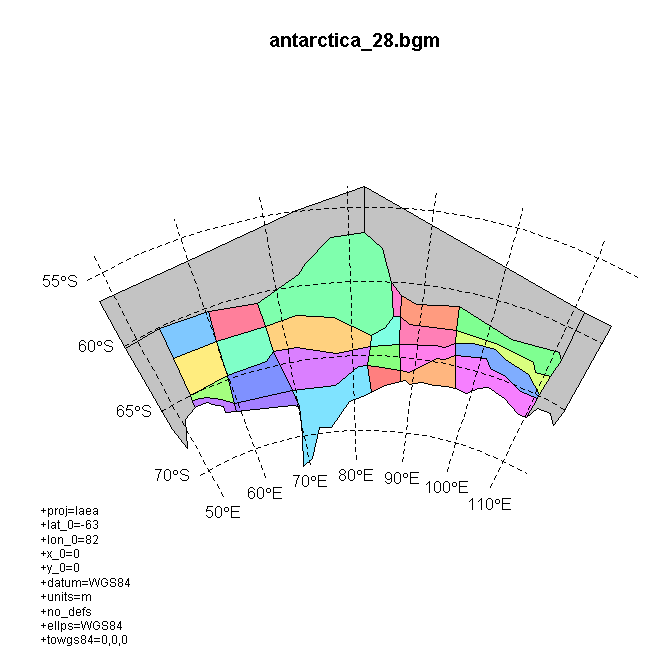 antarctica_28.bgm
55°S
60°S
65°S
70°S
50°E
60°E
70°E
80°E
90°E
100°E
110°E
+proj=laea
+lat_0=-63
+lon_0=82
+x_0=0
+y_0=0
+datum=WGS84
+units=m
+no_defs
+ellps=WGS84
+towgs84=0,0,0